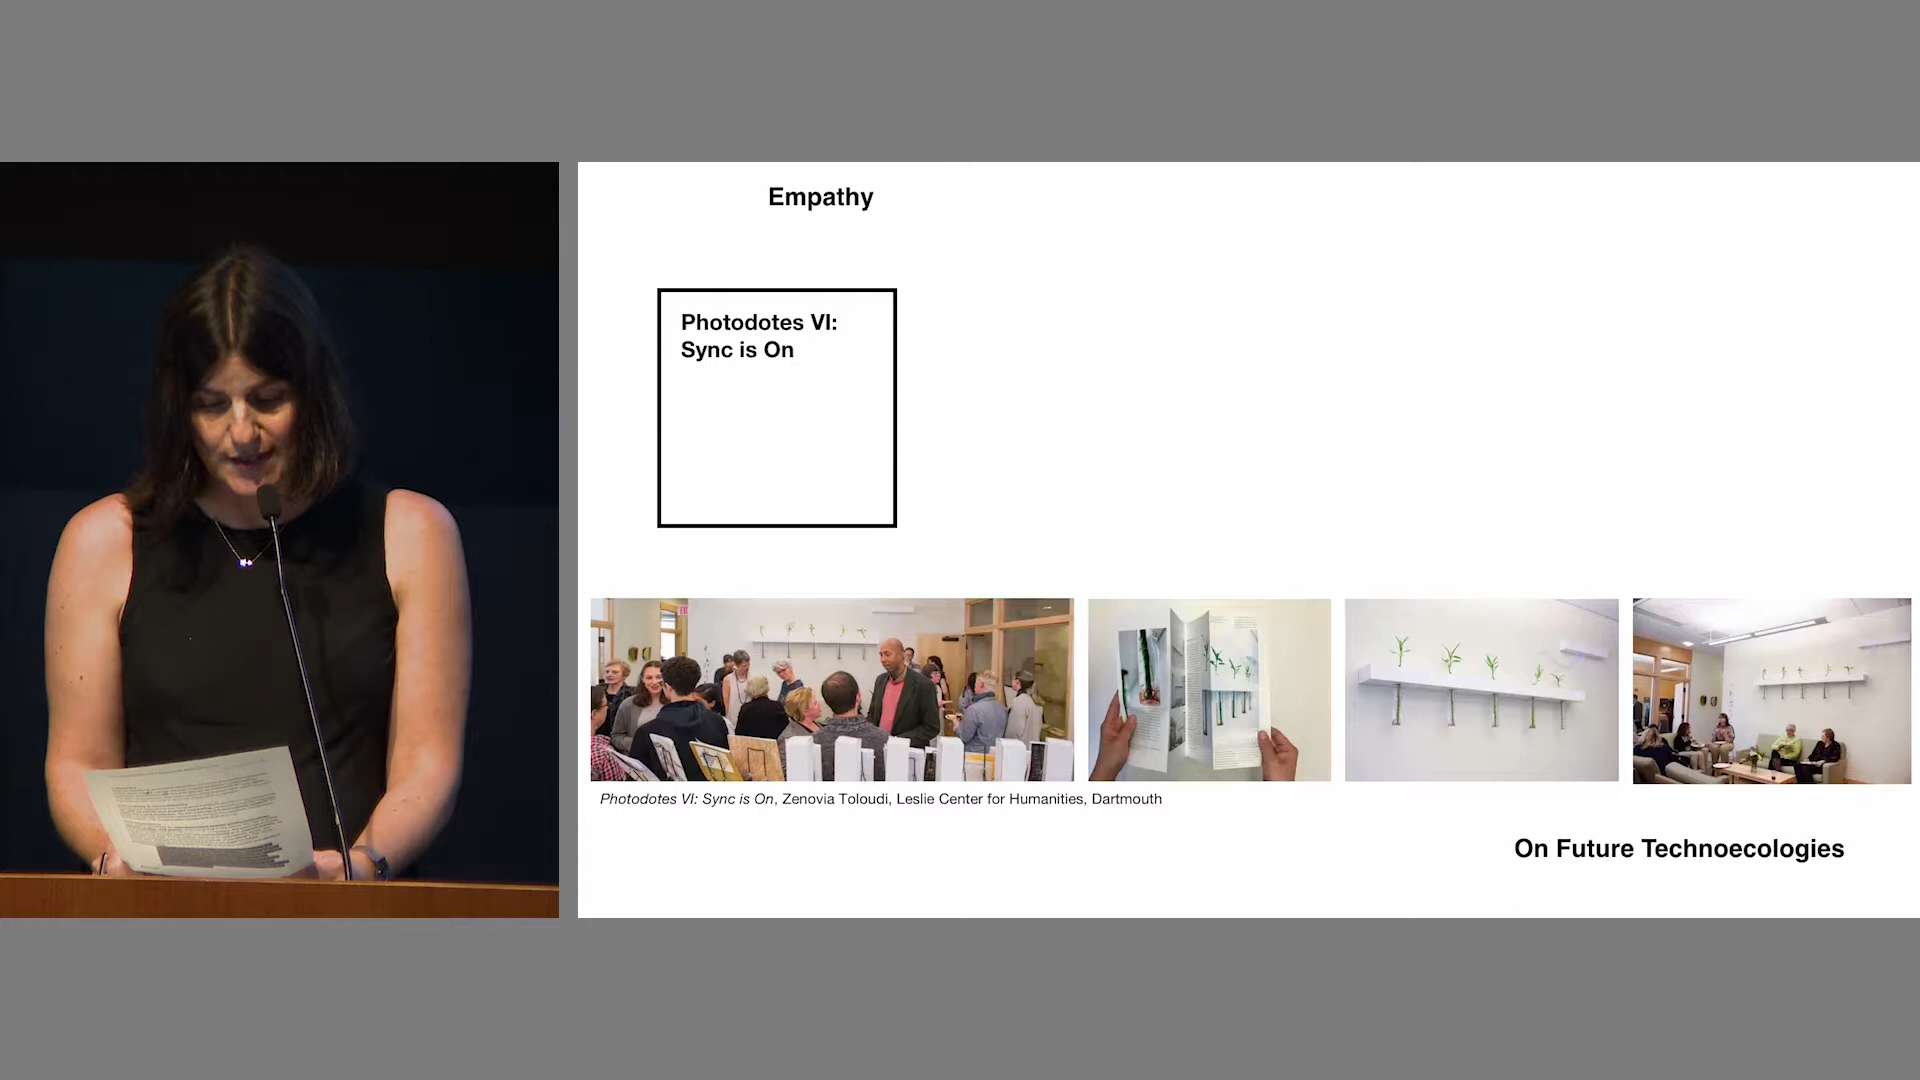 Empathy
Photodotes VI:
Sync is On
Photodotes VI: Sync is On, Zenovia Toloudi, Leslie Center for Humanities, Dartmouth
On Future Technoecologies